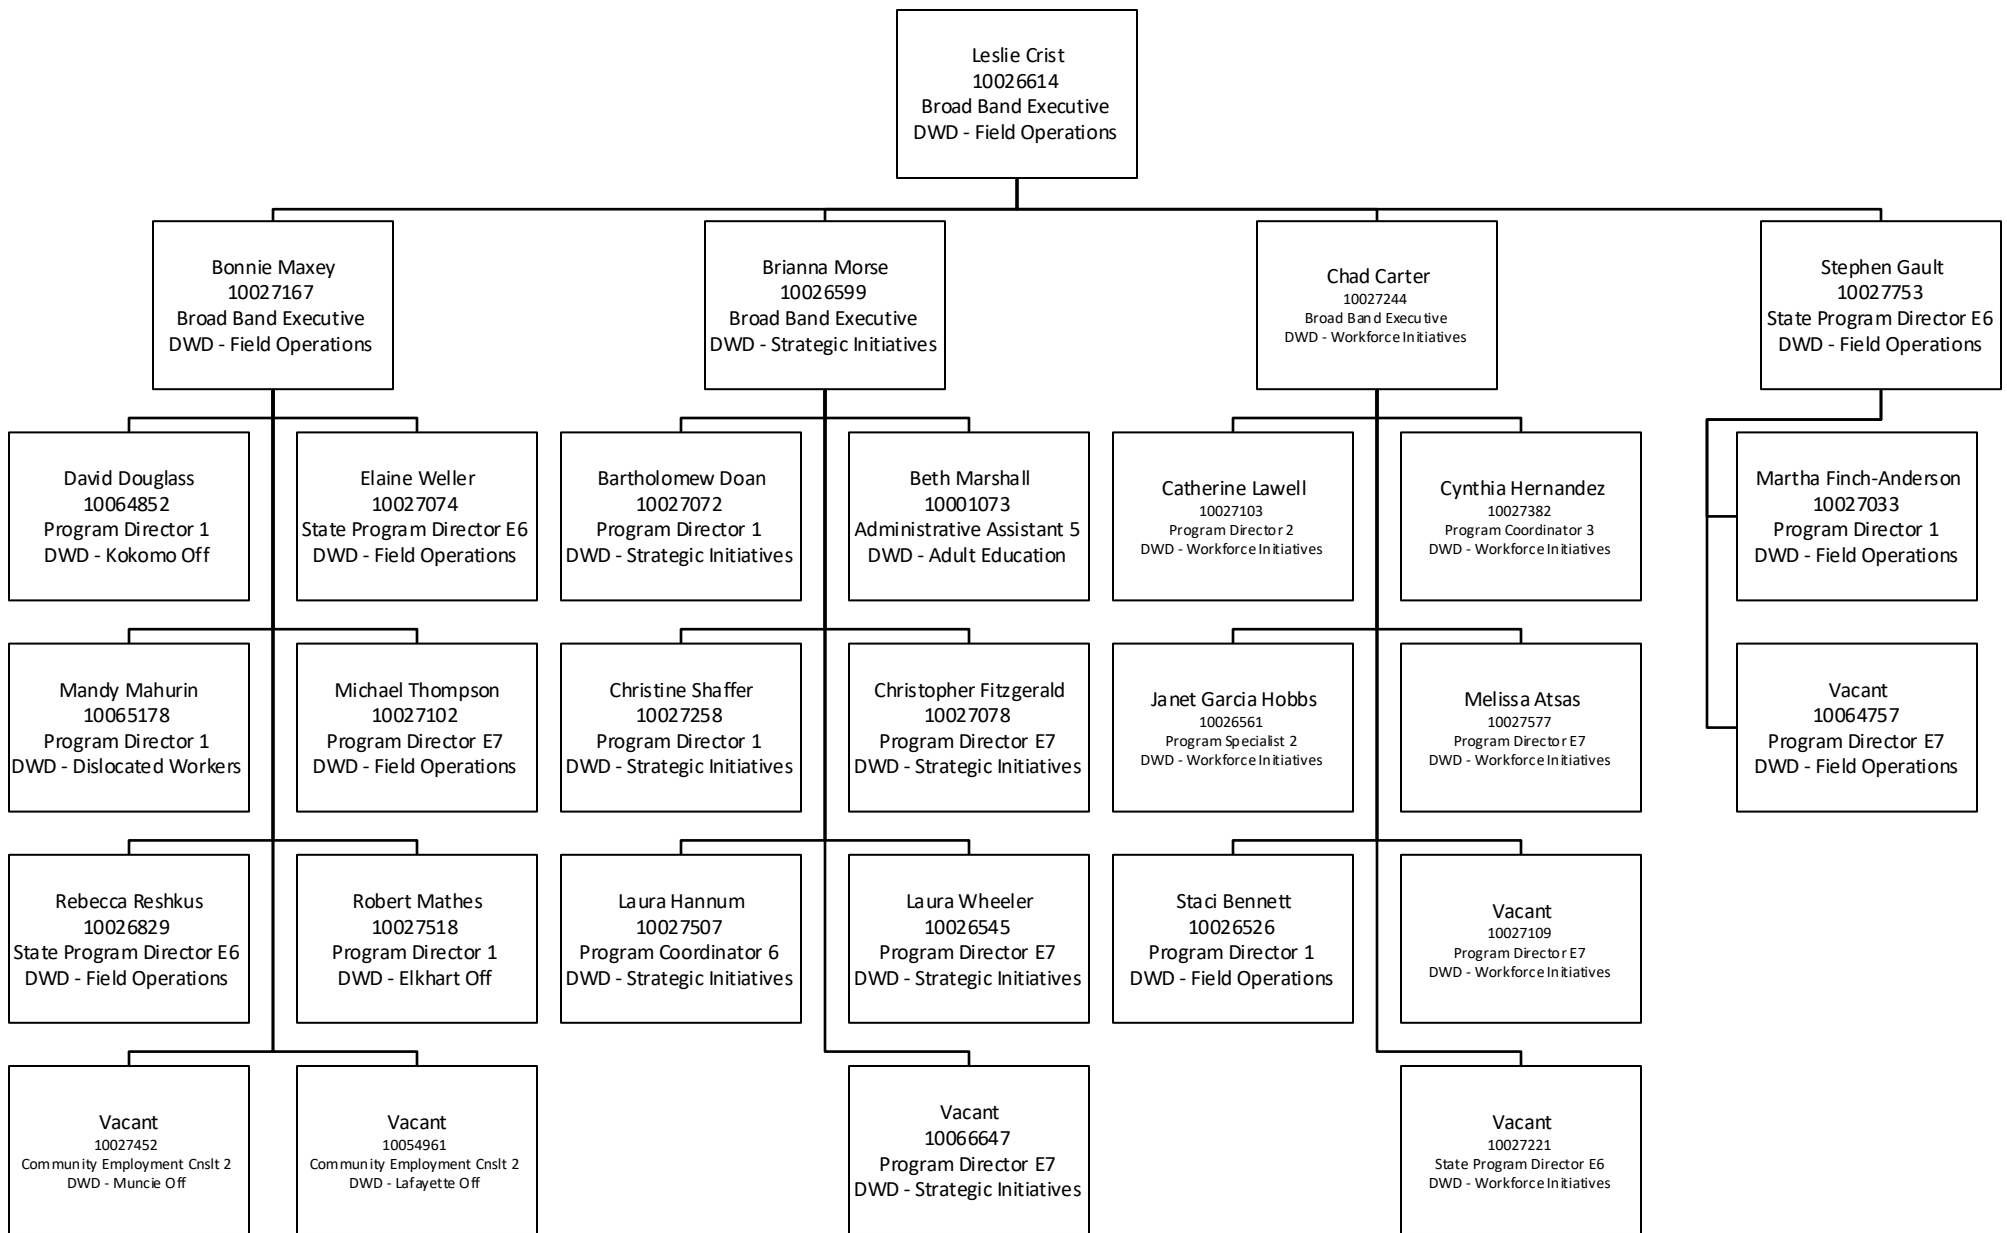 Leslie Crist
10026614
Broad Band Executive
DWD - Field Operations
Bonnie Maxey
10027167
Broad Band Executive
DWD - Field Operations
Brianna Morse
10026599
Broad Band Executive
DWD - Strategic Initiatives
Chad Carter
10027244
Broad Band Executive
DWD - Workforce Initiatives
Stephen Gault
10027753
State Program Director E6
DWD - Field Operations
David Douglass
10064852
Program Director 1
DWD - Kokomo Off
Elaine Weller
10027074
State Program Director E6
DWD - Field Operations
Bartholomew Doan
10027072
Program Director 1
DWD - Strategic Initiatives
Beth Marshall
10001073
Administrative Assistant 5
DWD - Adult Education
Catherine Lawell
10027103
Program Director 2
DWD - Workforce Initiatives
Cynthia Hernandez
10027382
Program Coordinator 3
DWD - Workforce Initiatives
Martha Finch-Anderson
10027033
Program Director 1
DWD - Field Operations
Mandy Mahurin
10065178
Program Director 1
DWD - Dislocated Workers
Michael Thompson
10027102
Program Director E7
DWD - Field Operations
Christine Shaffer
10027258
Program Director 1
DWD - Strategic Initiatives
Christopher Fitzgerald
10027078
Program Director E7
DWD - Strategic Initiatives
Janet Garcia Hobbs
10026561
Program Specialist 2
DWD - Workforce Initiatives
Melissa Atsas
10027577
Program Director E7
DWD - Workforce Initiatives
Vacant
10064757
Program Director E7
DWD - Field Operations
Rebecca Reshkus
10026829
State Program Director E6
DWD - Field Operations
Robert Mathes
10027518
Program Director 1
DWD - Elkhart Off
Laura Hannum
10027507
Program Coordinator 6
DWD - Strategic Initiatives
Laura Wheeler
10026545
Program Director E7
DWD - Strategic Initiatives
Staci Bennett
10026526
Program Director 1
DWD - Field Operations
Vacant
10027109
Program Director E7
DWD - Workforce Initiatives
Vacant
10027452
Community Employment Cnslt 2
DWD - Muncie Off
Vacant
10054961
Community Employment Cnslt 2
DWD - Lafayette Off
Vacant
10066647
Program Director E7
DWD - Strategic Initiatives
Vacant
10027221
State Program Director E6
DWD - Workforce Initiatives